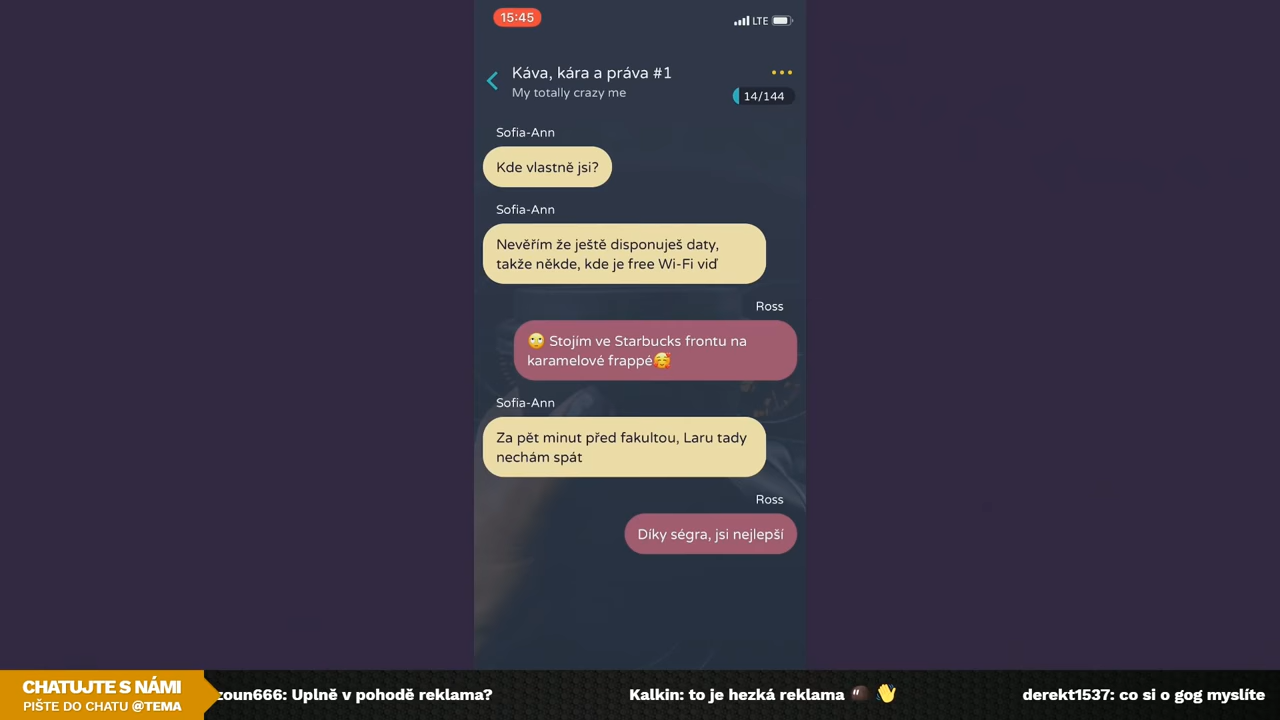 15:45
LTE
Káva, kára a práva #1
My totally crazy me
14/144
Sofia-Ann
Kde vlastně jsi?
Sofia-Ann
Nevěřím že ještě disponuješ daty,
takže někde, kde je free Wi-Fi viď
Ross
🙄 Stojím ve Starbucks frontu na
karamelové frappé🥰
Sofia-Ann
Za pět minut před fakultou, Laru tady
nechám spát
Ross
Díky ségra, jsi nejlepší
CHATUJTE S NÁMI
PIŠTE DO CHATU @TEMA
zoun666: Uplně v pohodě reklama?
Kalkin: to je hezká reklama 👋
derekt1537: co si o gog myslíte